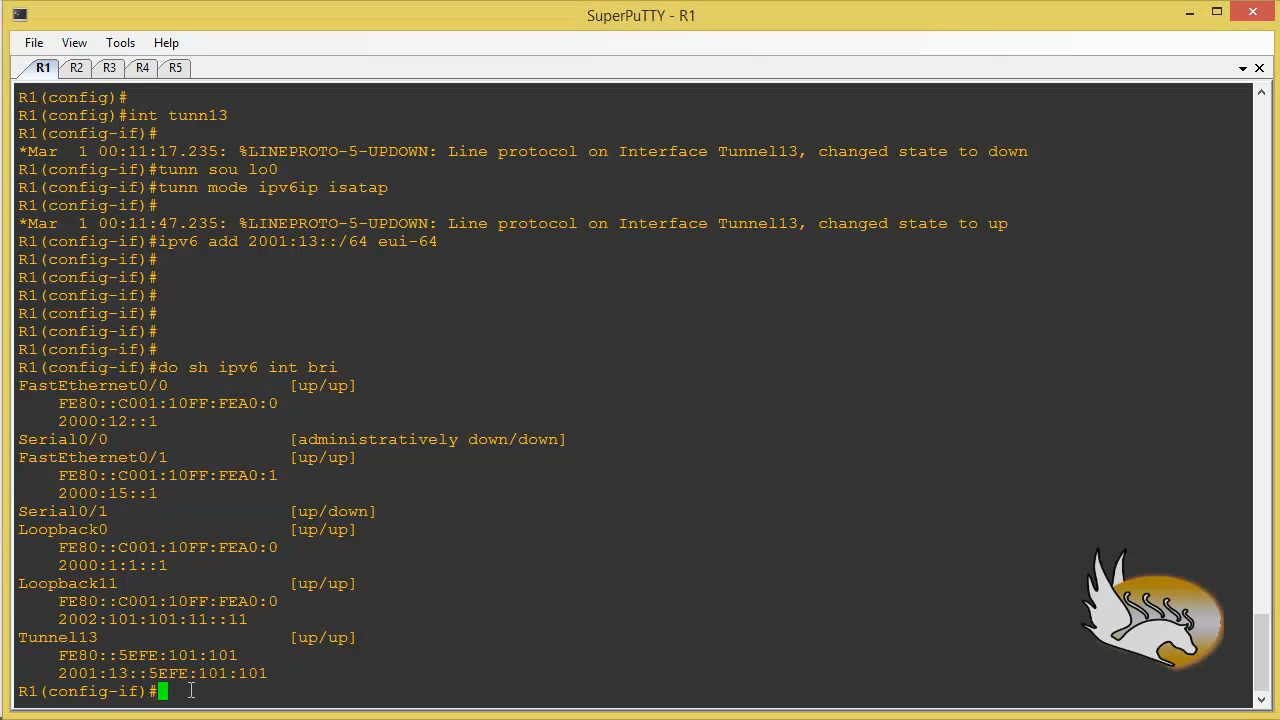 SuperPuTTY - R1
File View Tools Help
R1 R2 R3 R4 R5
R1(config)#
R1(config)#int tunn13
R1(config-if)#
*Mar  1 00:11:17.235: %LINEPROTO-5-UPDOWN: Line protocol on Interface Tunnel13, changed state to down
R1(config-if)#tunn sou lo0
R1(config-if)#tunn mode ipv6ip isatap
R1(config-if)#
*Mar  1 00:11:47.235: %LINEPROTO-5-UPDOWN: Line protocol on Interface Tunnel13, changed state to up
R1(config-if)#ipv6 add 2001:13::/64 eui-64
R1(config-if)#
R1(config-if)#
R1(config-if)#
R1(config-if)#
R1(config-if)#
R1(config-if)#
R1(config-if)#do sh ipv6 int bri
FastEthernet0/0            [up/up]
    FE80::C001:10FF:FEA0:0
    2000:12::1
Serial0/0                  [administratively down/down]
FastEthernet0/1            [up/up]
    FE80::C001:10FF:FEA0:1
    2000:15::1
Serial0/1                  [up/down]
Loopback0                  [up/up]
    FE80::C001:10FF:FEA0:0
    2000:1:1::1
Loopback11                 [up/up]
    FE80::C001:10FF:FEA0:0
    2002:101:101:11::11
Tunnel13                   [up/up]
    FE80::5EFE:101:101
    2001:13::5EFE:101:101
R1(config-if)#